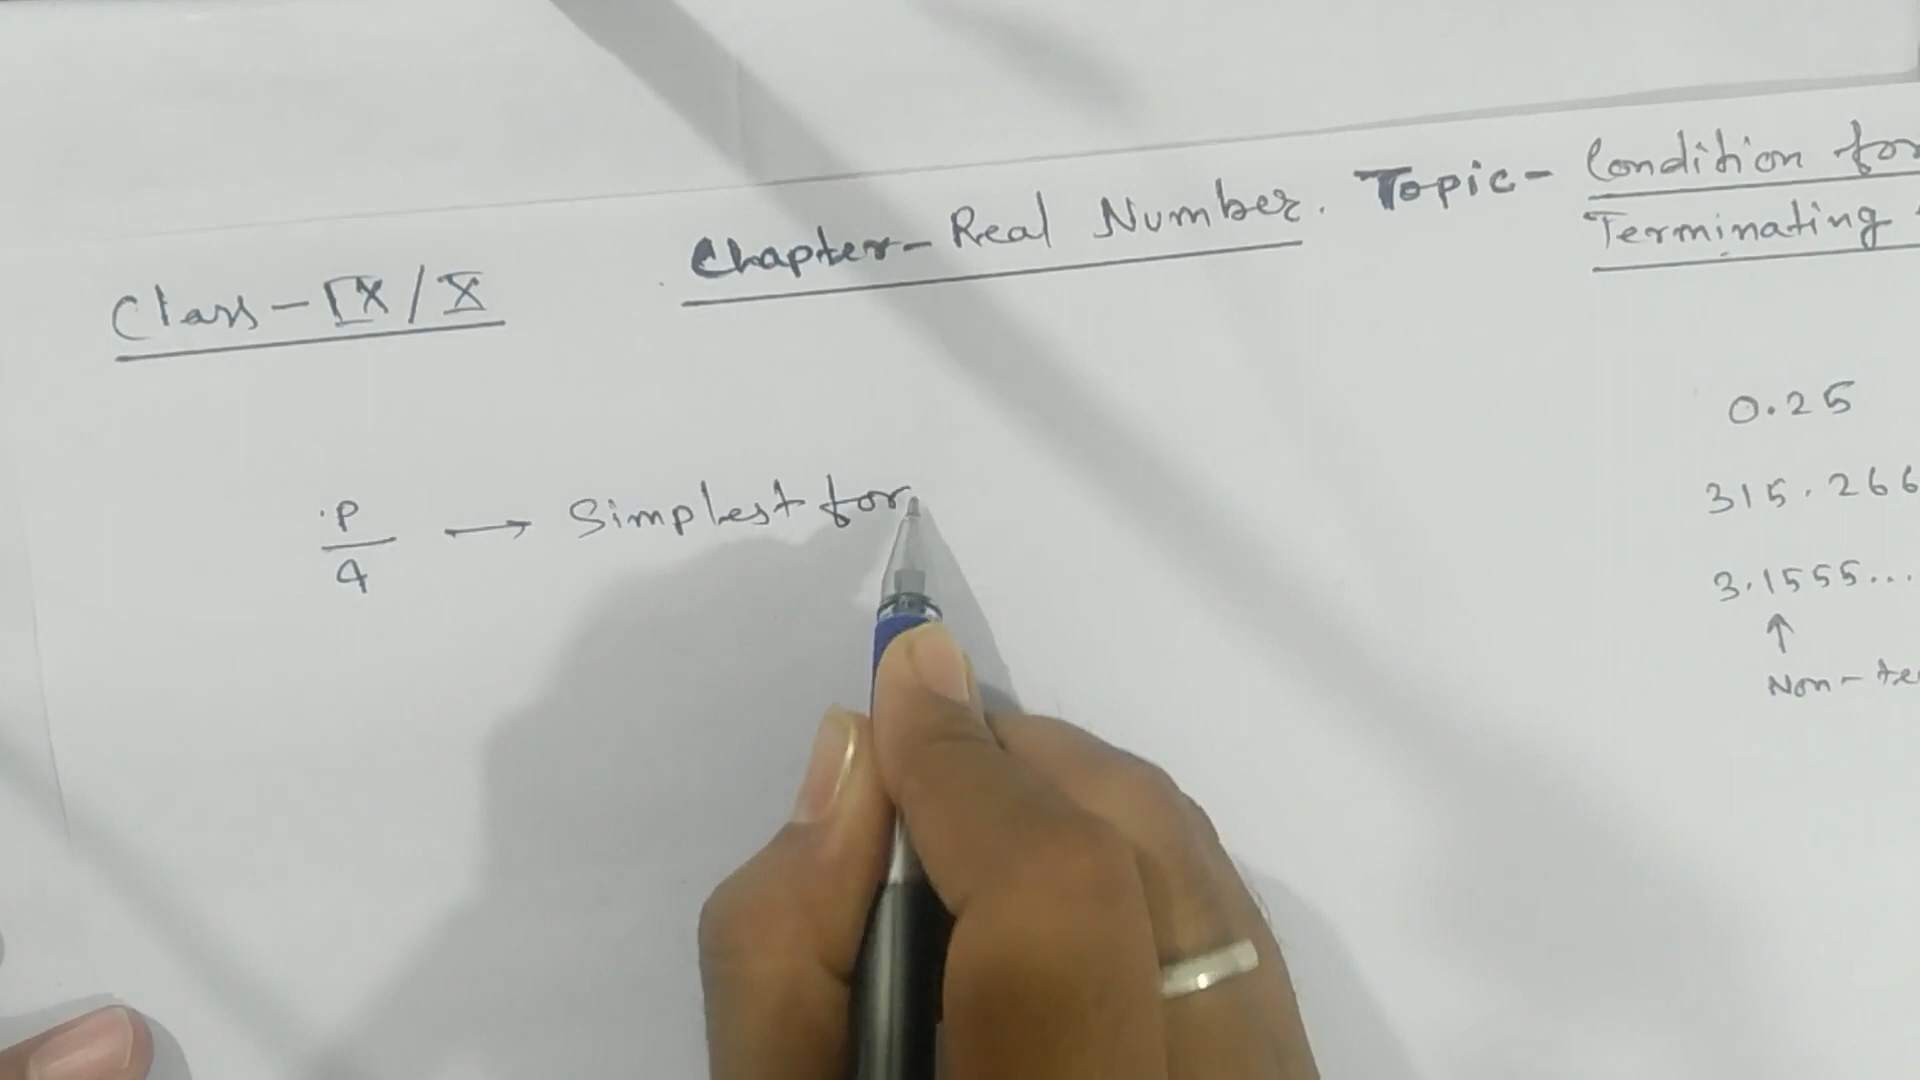 Class - IX / X
Chapter - Real Number. Topic - Condition for
Terminating
0.25
315.266
3.1555...
↑
Non-te
P
q
→ Simplest for